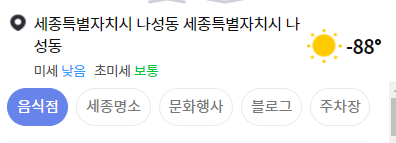 세종특별자치시 나성동 세종특별자치시 나
성동
-88°
미세 낮음 초미세 보통
음식점 세종명소 문화행사 블로그 주차장